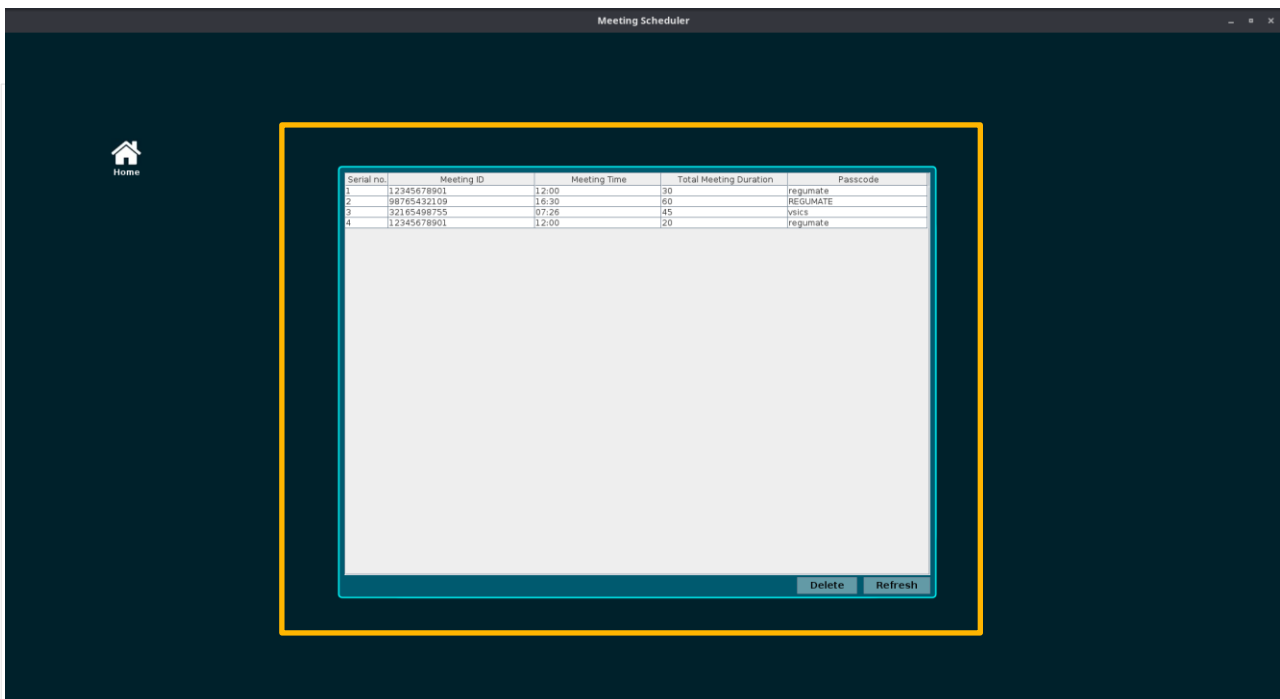 Meeting Scheduler
Home
Serial no. Meeting ID Meeting Time Total Meeting Duration Passcode
1 12345678901 12:00 30 regumate
2 98765432109 16:30 60 REGUMATE
3 32165498755 07:26 45 vsics
4 12345678901 12:00 20 regumate
Delete Refresh